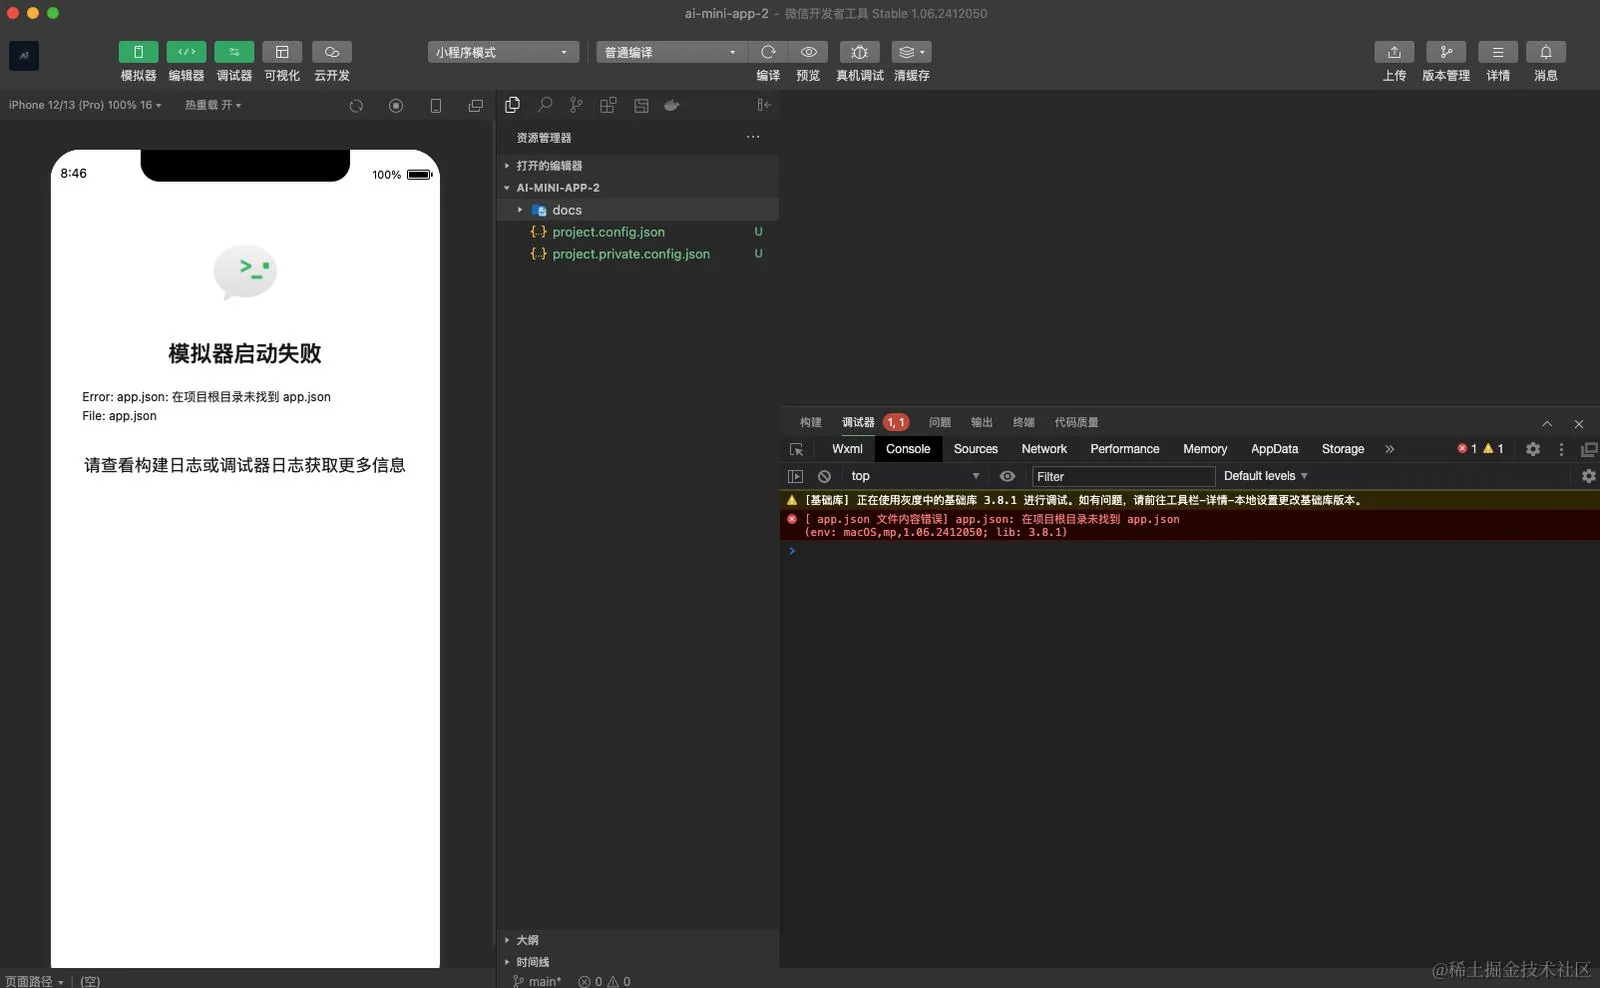 ai-mini-app-2 - 微信开发者工具 Stable 1.06.2412050
模拟器 编辑器 调试器 可视化 云开发
小程序模式 普通编译
编译 预览 真机调试 清缓存
上传 版本管理 详情 消息
iPhone 12/13 (Pro) 100% 16 热重载 开
8:46 100%
模拟器启动失败
Error: app.json: 在项目根目录未找到 app.json
File: app.json
请查看构建日志或调试器日志获取更多信息
页面路径 | (空)
资源管理器
打开的编辑器
AI-MINI-APP-2
docs
project.config.json U
project.private.config.json U
大纲
时间线
main* 0 0
构建 调试器 1, 1 问题 输出 终端 代码质量
Wxml Console Sources Network Performance Memory AppData Storage 1 1
top Filter Default levels
[基础库] 正在使用灰度中的基础库 3.8.1 进行调试。如有问题, 请前往工具栏-详情-本地设置更改基础库版本。
[ app.json 文件内容错误] app.json: 在项目根目录未找到 app.json
(env: macOS,mp,1.06.2412050; lib: 3.8.1)
@稀土掘金技术社区